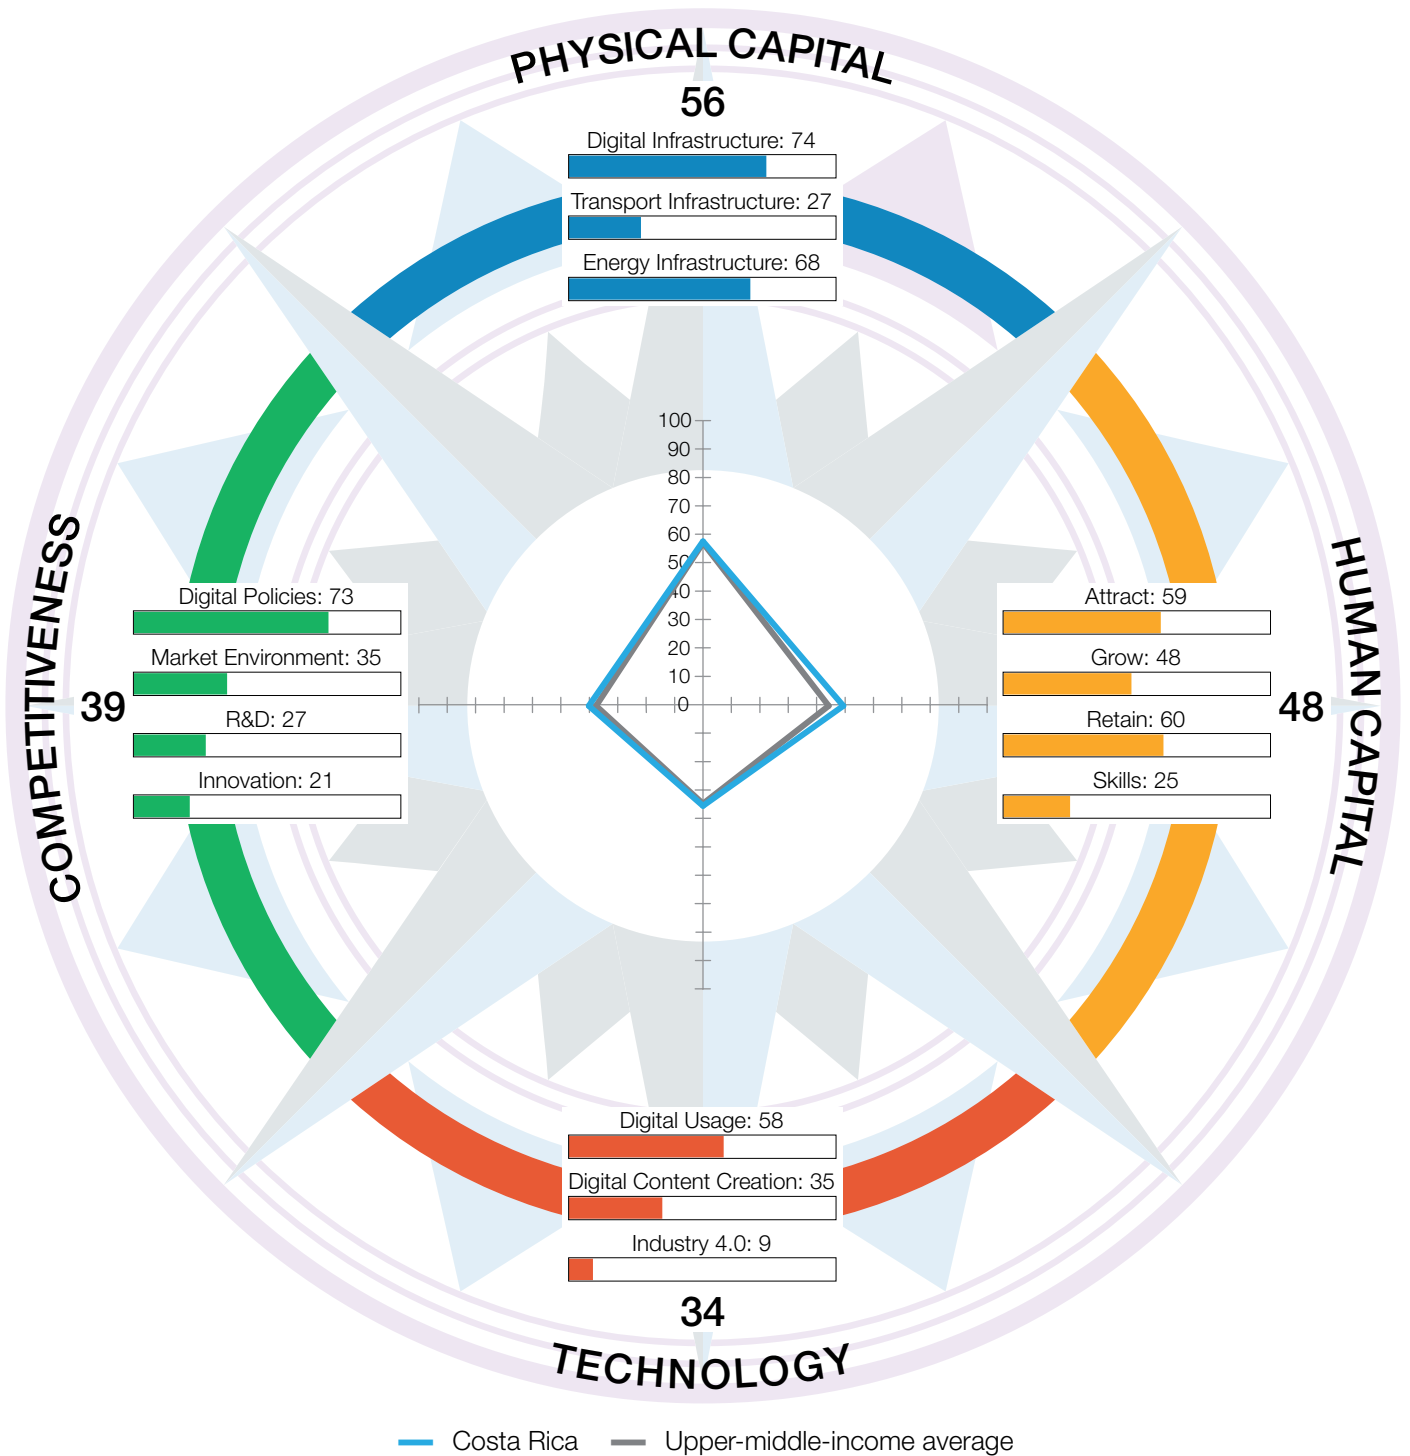 PHYSICAL CAPITAL
56
Digital Infrastructure: 74
Transport Infrastructure: 27
Energy Infrastructure: 68
100
90
80
70
60
50
40
30
20
10
0
COMPETITIVENESS
39
Digital Policies: 73
Market Environment: 35
R&D: 27
Innovation: 21
HUMAN CAPITAL
48
Attract: 59
Grow: 48
Retain: 60
Skills: 25
Digital Usage: 58
Digital Content Creation: 35
Industry 4.0: 9
34
TECHNOLOGY
Costa Rica
Upper-middle-income average